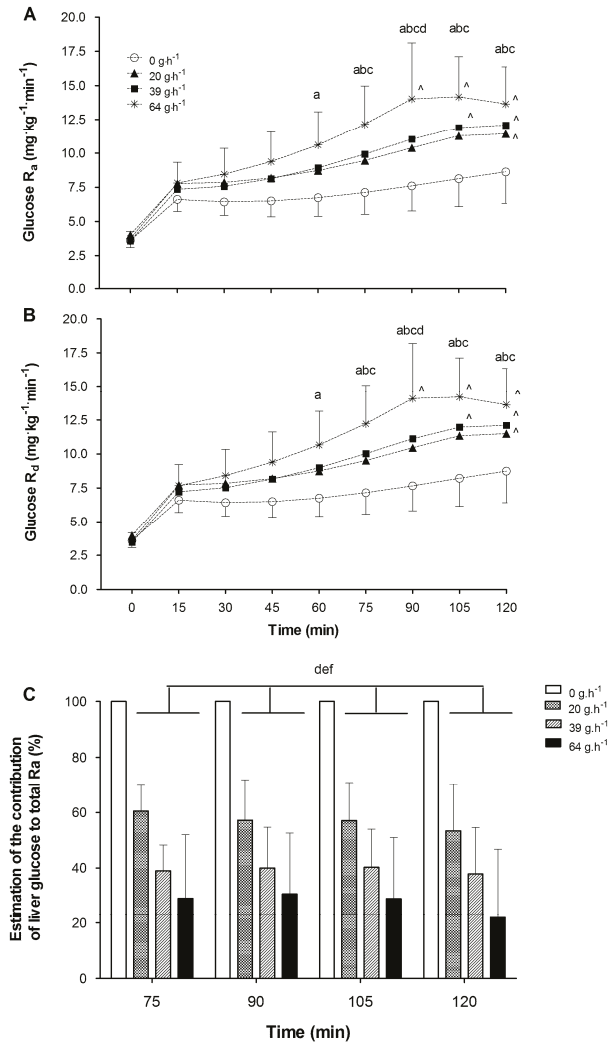 A
20.0
17.5
15.0
12.5
10.0
7.5
5.0
2.5
0.0
Glucose Ra (mg·kg-1·min-1)
0 g·h-1
20 g·h-1
39 g·h-1
64 g·h-1
a
abc
abcd
abc
abc
^
^
^
^
^
^
B
20.0
17.5
15.0
12.5
10.0
7.5
5.0
2.5
0.0
Glucose Rd (mg·kg-1·min-1)
a
abc
abcd
abc
abc
^
^
^
^
^
^
0 15 30 45 60 75 90 105 120
Time (min)
C
def
100
80
60
40
20
0
Estimation of the contribution
of liver glucose to total Ra (%)
0 g.h-1
20 g.h-1
39 g.h-1
64 g.h-1
75 90 105 120
Time (min)